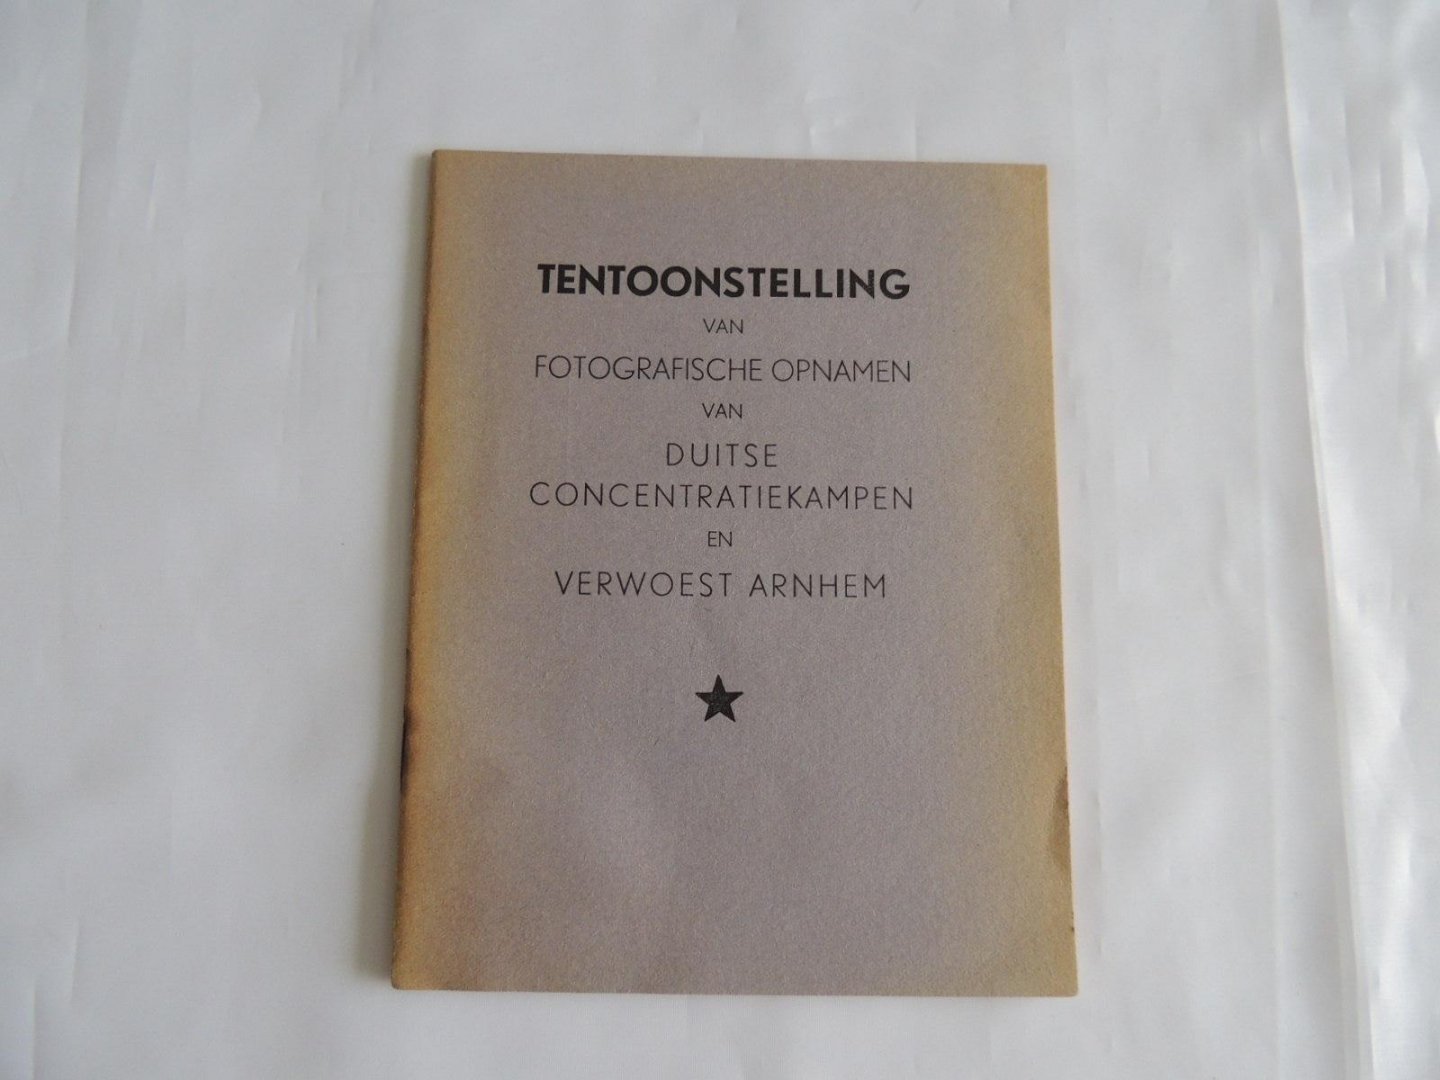 TENTOONSTELLING
VAN
FOTOGRAFISCHE OPNAMEN
VAN
DUITSE
CONCENTRATIEKAMPEN
EN
VERWOEST ARNHEM